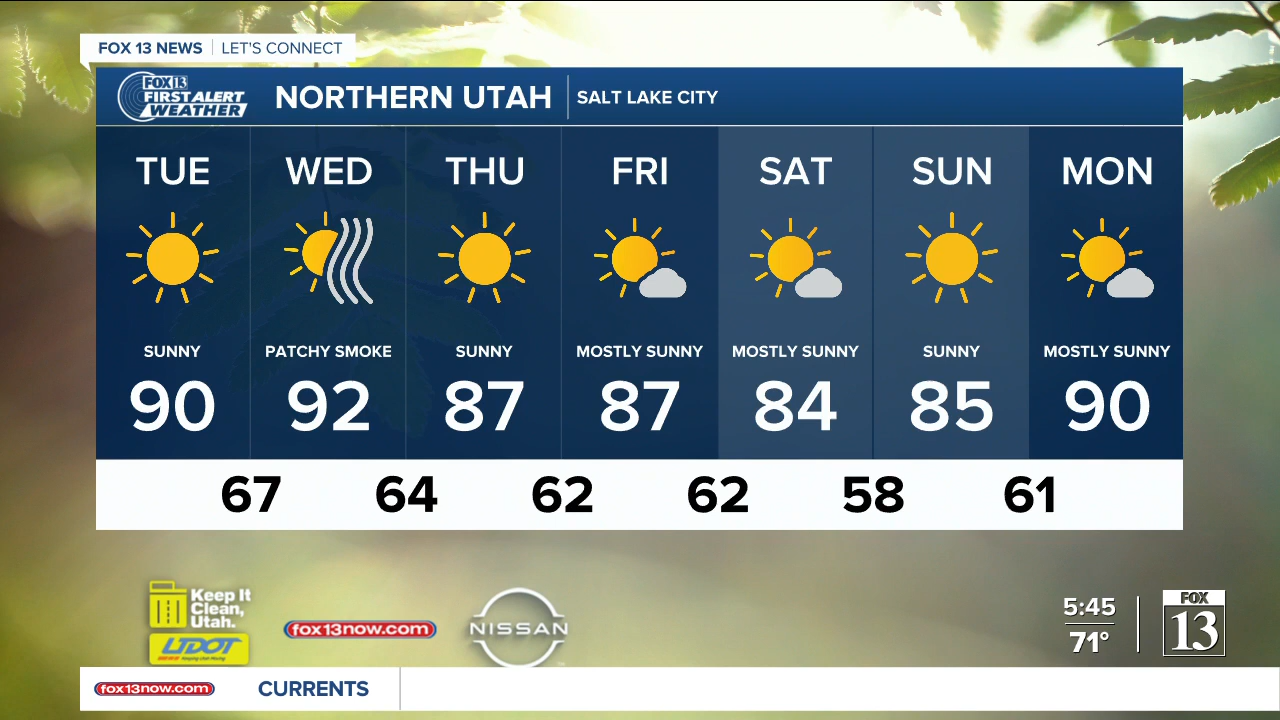 FOX 13 NEWS | LET'S CONNECT
FOX 13
FIRST ALERT
WEATHER
NORTHERN UTAH | SALT LAKE CITY
TUE WED THU FRI SAT SUN MON
SUNNY PATCHY SMOKE SUNNY MOSTLY SUNNY MOSTLY SUNNY SUNNY MOSTLY SUNNY
90 92 87 87 84 85 90
67 64 62 62 58 61
Keep It
Clean,
Utah.
UDOT
Keeping Utah Moving
fox13now.com
NISSAN
5:45
71°
FOX
13
fox13now.com
CURRENTS